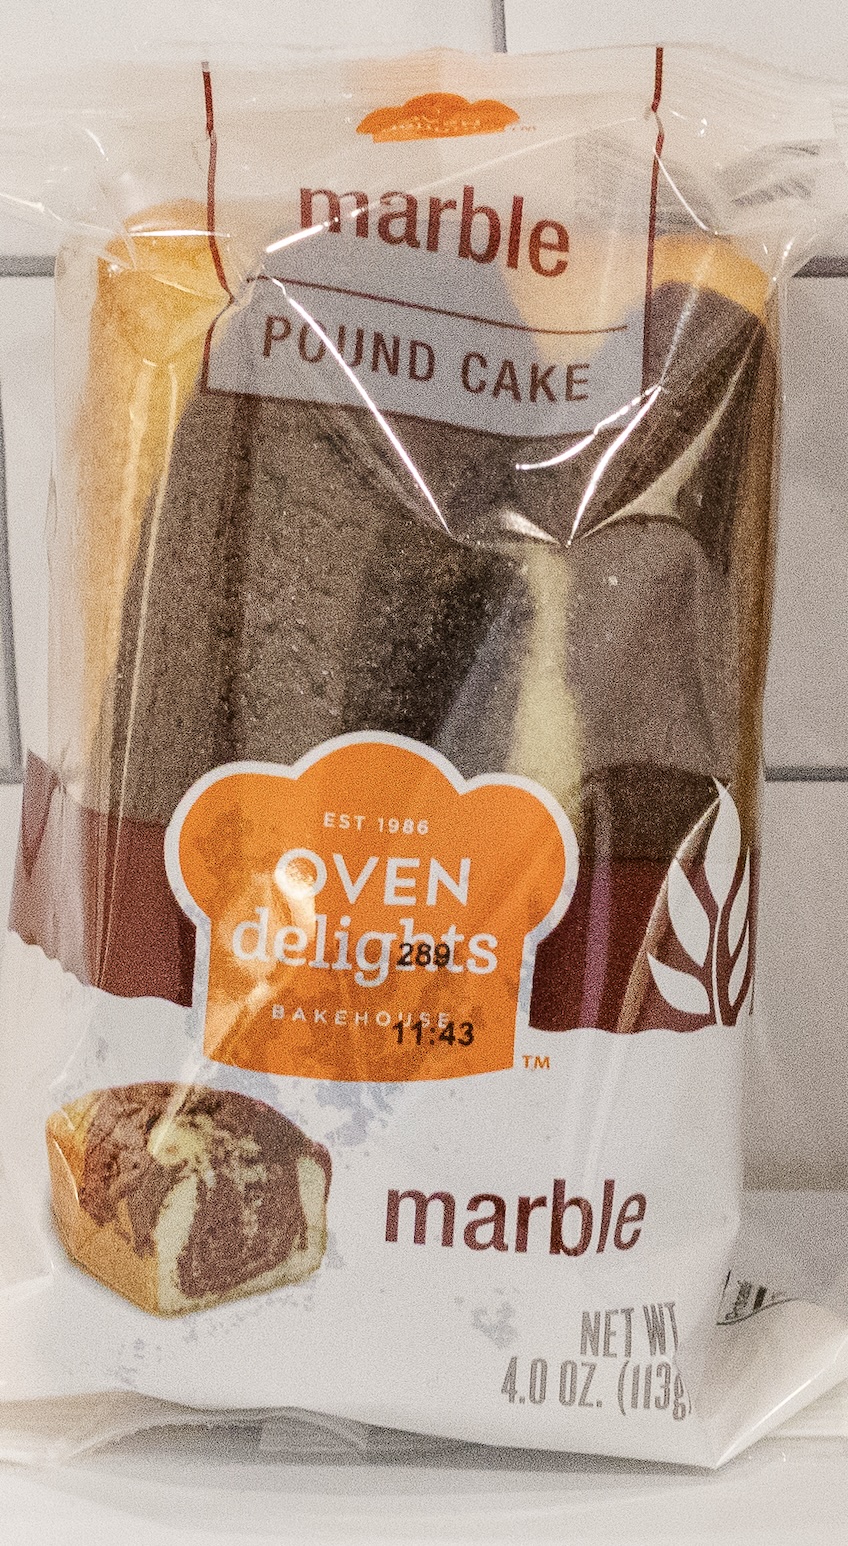 marble
POUND CAKE
EST 1986
OVEN
delights
289
BAKEHOUSE
11:43
TM
marble
NET WT
4.0 OZ. (113g